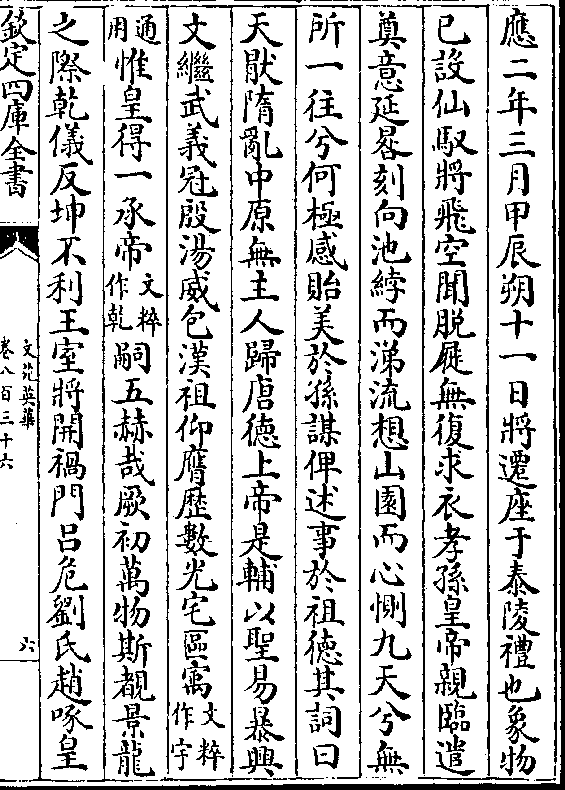 應二年三月甲辰朔十一日將遷座于泰陵禮也象物
已設仙馭將飛空聞脫屣無復求衣孝孫皇帝親臨遣
奠意延晷刻向池綍而涕流想山園而心惻九天兮無
所一往兮何極感貽美於孫謀俾述事於祖德其詞曰
天猒隋亂中原無主人歸唐德上帝是輔以聖易暴興
文繼武義冠殷湯威包漢祖仰膺歴數光宅區寓文粹作宇
通用惟皇得一承帝文粹作乾嗣五赫哉厥初萬物斯覩景龍
之際乾儀反坤不利王室將開禍門呂危劉氏趙啄皇
欽定四庫全書
文苑英華
卷八百三十六
六